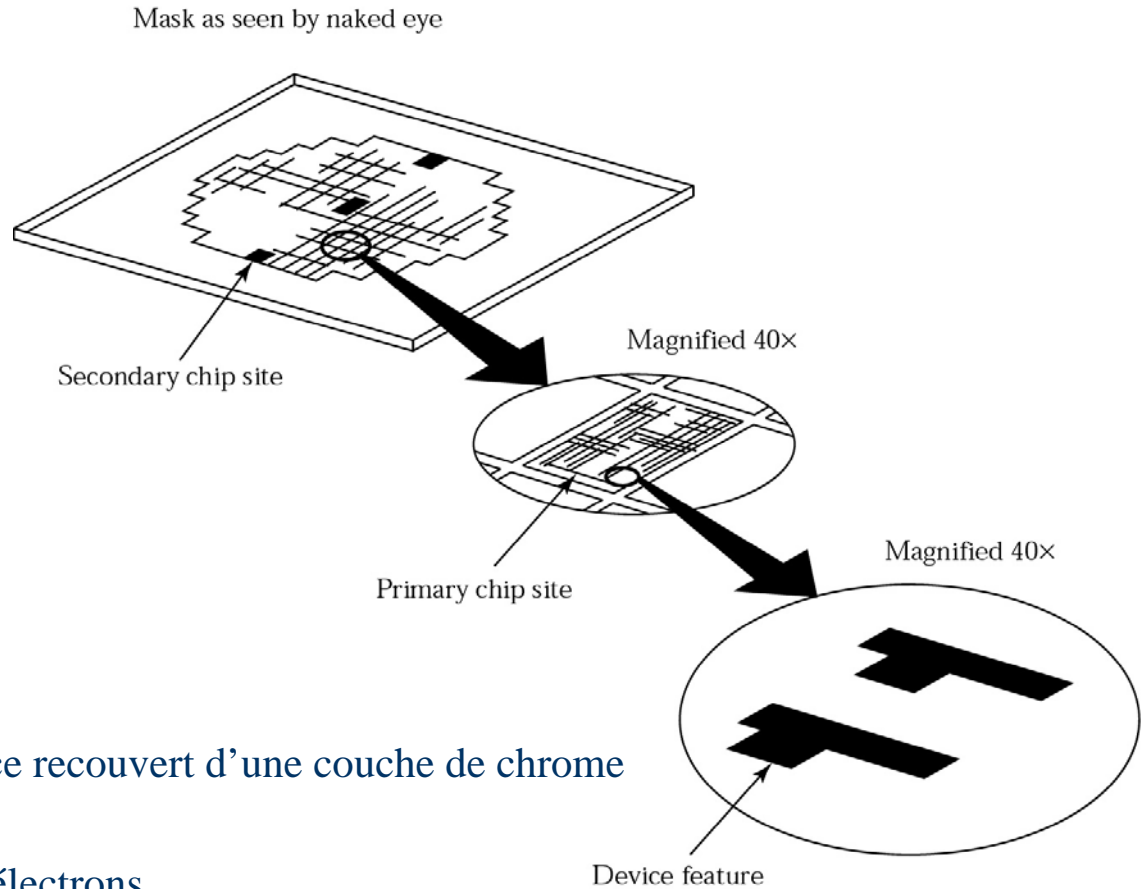 Mask as seen by naked eye
Secondary chip site
Magnified 40×
Primary chip site
Magnified 40×
ce recouvert d’une couche de chrome
Device feature
électrons